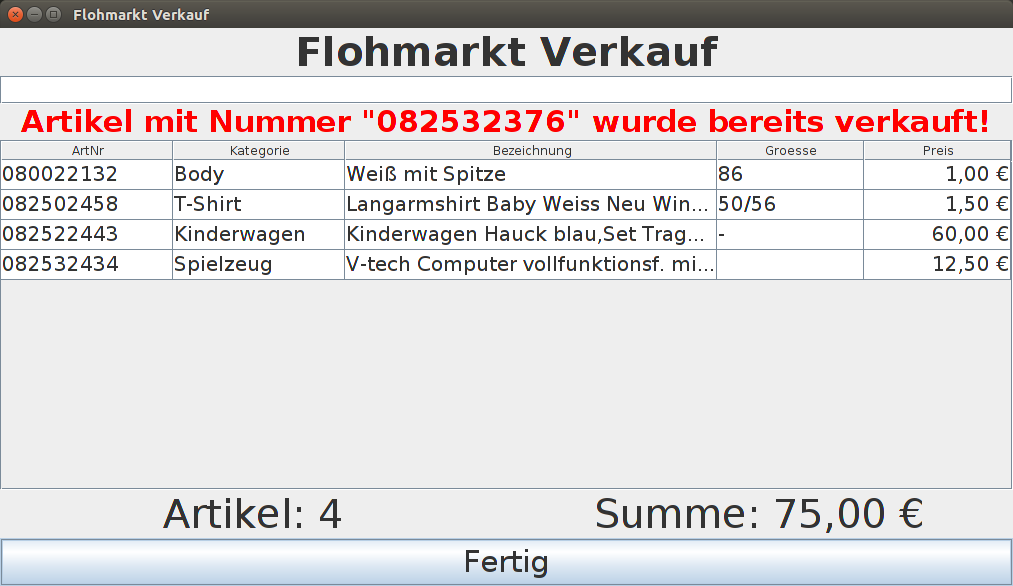 Flohmarkt Verkauf
Flohmarkt Verkauf
Artikel mit Nummer "082532376" wurde bereits verkauft!
ArtNr Kategorie Bezeichnung Groesse Preis
080022132 Body Weiß mit Spitze 86 1,00 €
082502458 T-Shirt Langarmshirt Baby Weiss Neu Win... 50/56 1,50 €
082522443 Kinderwagen Kinderwagen Hauck blau,Set Trag... - 60,00 €
082532434 Spielzeug V-tech Computer vollfunktionsf. mi... 12,50 €
Artikel: 4 Summe: 75,00 €
Fertig